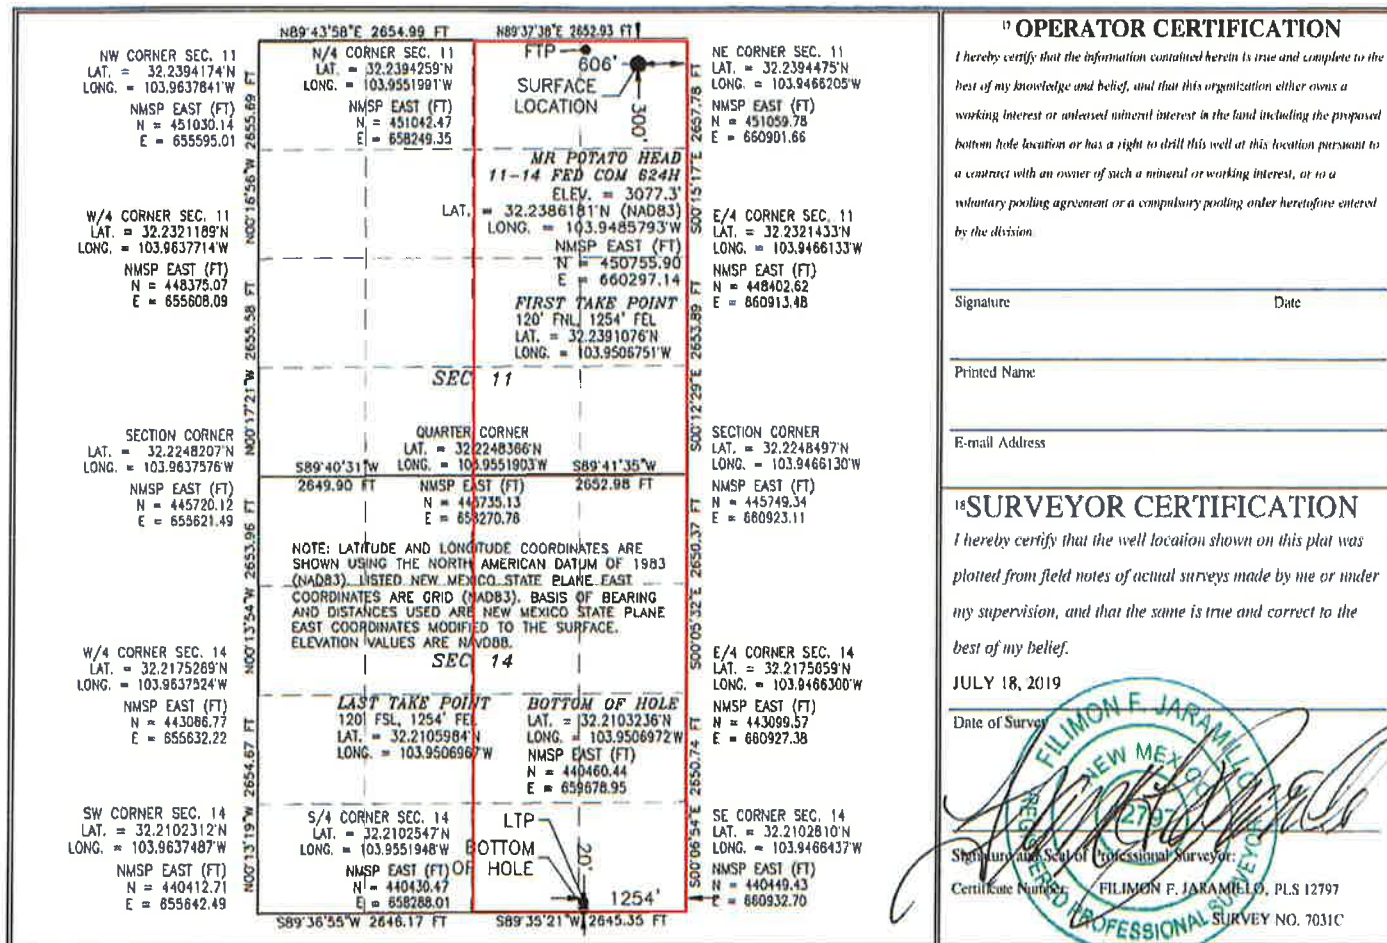 N89°43'58"E 2654.99 FT
N89°37'38"E 2652.93 FT
NW CORNER SEC. 11
LAT. = 32.2394174'N
LONG. = 103.9637841'W
NMSP EAST (FT)
N = 451030.14
E = 655595.01
N/4 CORNER SEC. 11
LAT. = 32.2394259'N
LONG. = 103.9551991'W
NMSP EAST (FT)
N = 451042.47
E = 658249.35
FTP
606'
SURFACE
LOCATION
300'
NE CORNER SEC. 11
LAT. = 32.2394475'N
LONG. = 103.9466205'W
NMSP EAST (FT)
N = 451059.78
E = 660901.66
N00°16'56"W 2655.69 FT
S00°15'17"E 2657.78 FT
MR POTATO HEAD
11-14 FED COM 624H
ELEV. = 3077.3'
LAT. = 32.2386181'N (NAD83)
LONG. = 103.9485793'W
NMSP EAST (FT)
N = 450755.90
E = 660297.14
W/4 CORNER SEC. 11
LAT. = 32.2321189'N
LONG. = 103.9637714'W
NMSP EAST (FT)
N = 448375.07
E = 655608.09
E/4 CORNER SEC. 11
LAT. = 32.2321433'N
LONG. = 103.9466133'W
NMSP EAST (FT)
N = 448402.62
E = 660913.48
FIRST TAKE POINT
120' FNL, 1254' FEL
LAT. = 32.2391076'N
LONG. = 103.9506751'W
N00°17'21"W 2655.58 FT
S00°12'29"E 2653.89 FT
SEC 11
SECTION CORNER
LAT. = 32.2248207'N
LONG. = 103.9637576'W
NMSP EAST (FT)
N = 445720.12
E = 655621.49
QUARTER CORNER
LAT. = 32.2248366'N
LONG. = 103.9551903'W
NMSP EAST (FT)
N = 445735.13
E = 658270.76
S89°40'31"W
2649.90 FT
S89°41'35"W
2652.98 FT
SECTION CORNER
LAT. = 32.2248497'N
LONG. = 103.9466130'W
NMSP EAST (FT)
N = 445749.34
E = 660923.11
NOTE: LATITUDE AND LONGITUDE COORDINATES ARE
SHOWN USING THE NORTH AMERICAN DATUM OF 1983
(NAD83). LISTED NEW MEXICO STATE PLANE EAST
COORDINATES ARE GRID (NAD83). BASIS OF BEARING
AND DISTANCES USED ARE NEW MEXICO STATE PLANE
EAST COORDINATES MODIFIED TO THE SURFACE.
ELEVATION VALUES ARE NAVD88.
N00°13'54"W 2653.96 FT
S00°05'32"E 2650.37 FT
SEC 14
W/4 CORNER SEC. 14
LAT. = 32.2175269'N
LONG. = 103.9637524'W
NMSP EAST (FT)
N = 443066.77
E = 655632.22
E/4 CORNER SEC. 14
LAT. = 32.2175659'N
LONG. = 103.9466300'W
NMSP EAST (FT)
N = 443099.57
E = 660927.38
LAST TAKE POINT
120' FSL, 1254' FEL
LAT. = 32.2105984'N
LONG. = 103.9506967'W
BOTTOM OF HOLE
LAT. = 32.2103236'N
LONG. = 103.9506972'W
NMSP EAST (FT)
N = 440460.44
E = 659678.95
N00°13'19"W 2654.67 FT
S00°06'54"E 2650.74 FT
SW CORNER SEC. 14
LAT. = 32.2102312'N
LONG. = 103.9637487'W
NMSP EAST (FT)
N = 440412.71
E = 655642.49
S/4 CORNER SEC. 14
LAT. = 32.2102547'N
LONG. = 103.9551948'W
NMSP EAST (FT)
N = 440430.47
E = 658288.01
LTP
BOTTOM
OF HOLE
20'
1254'
SE CORNER SEC. 14
LAT. = 32.2102810'N
LONG. = 103.9466437'W
NMSP EAST (FT)
N = 440449.43
E = 660932.70
S89°36'55"W 2646.17 FT
S89°35'21"W 2645.35 FT
17 OPERATOR CERTIFICATION
I hereby certify that the information contained herein is true and complete to the
best of my knowledge and belief, and that this organization either owns a
working interest or unleased mineral interest in the land including the proposed
bottom hole location or has a right to drill this well at this location pursuant to
a contract with an owner of such a mineral or working interest, or to a
voluntary pooling agreement or a compulsory pooling order heretofore entered
by the division.
Signature Date
Printed Name
E-mail Address
18 SURVEYOR CERTIFICATION
I hereby certify that the well location shown on this plat was
plotted from field notes of actual surveys made by me or under
my supervision, and that the same is true and correct to the
best of my belief.
JULY 18, 2019
Date of Survey
FILIMON F. JARAMILLO
NEW MEXICO
12797
REGISTERED PROFESSIONAL SURVEYOR
Signature and Seal of Professional Surveyor:
Certificate Number: FILIMON F. JARAMILLO, PLS 12797
SURVEY NO. 7031C